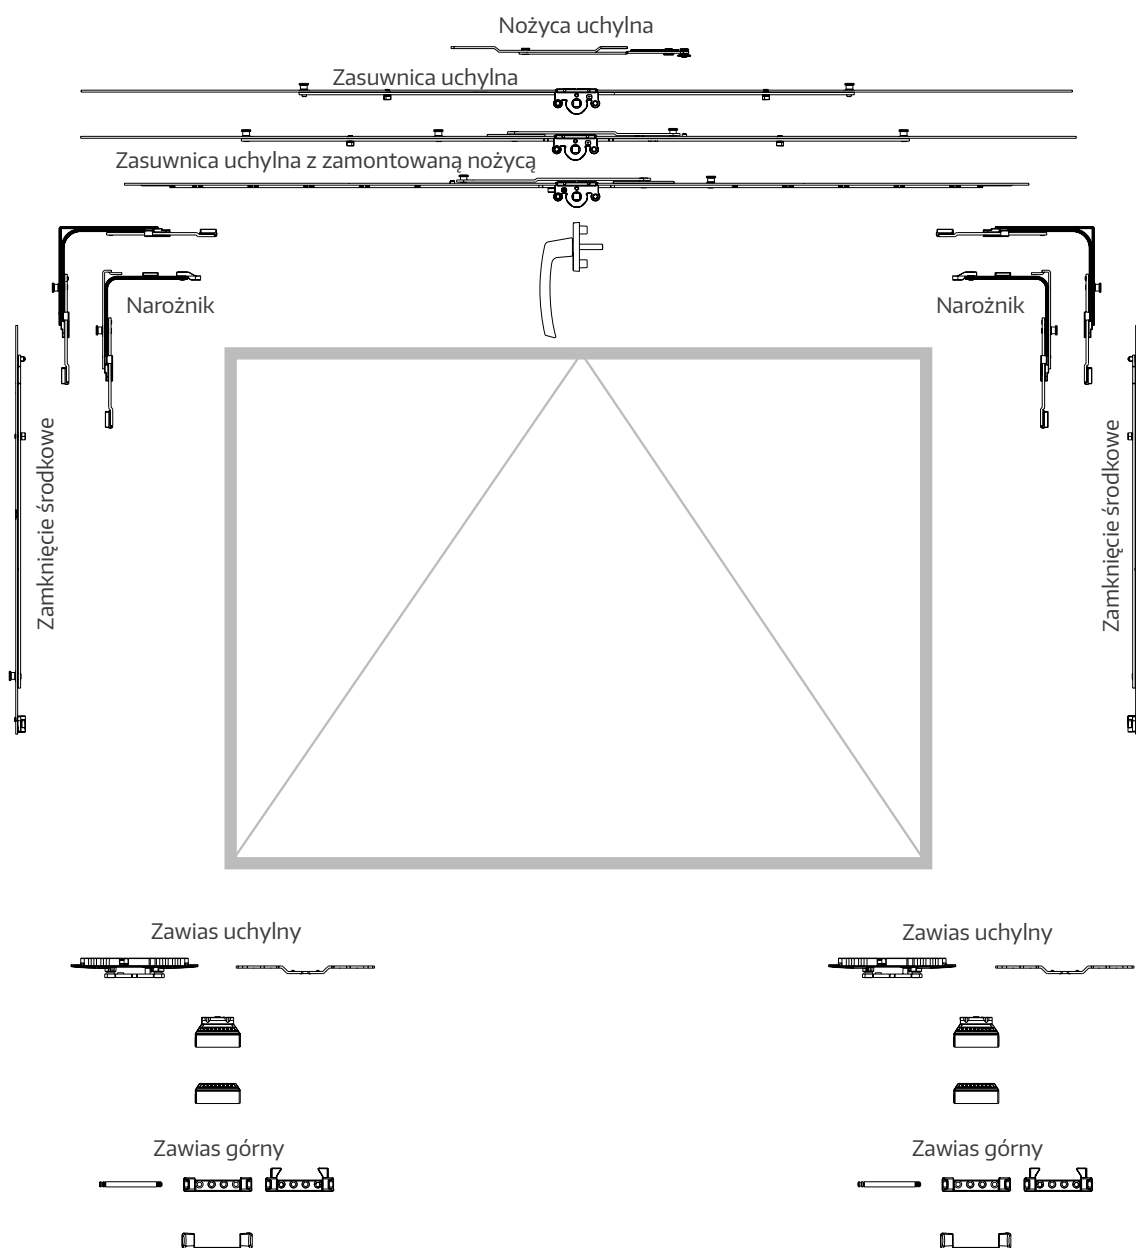 Nożyca uchylna
Zasuwnica uchylna
Zasuwnica uchylna z zamontowaną nożycą
Narożnik
Narożnik
Zamknięcie środkowe
Zamknięcie środkowe
Zawias uchylny
Zawias uchylny
Zawias górny
Zawias górny